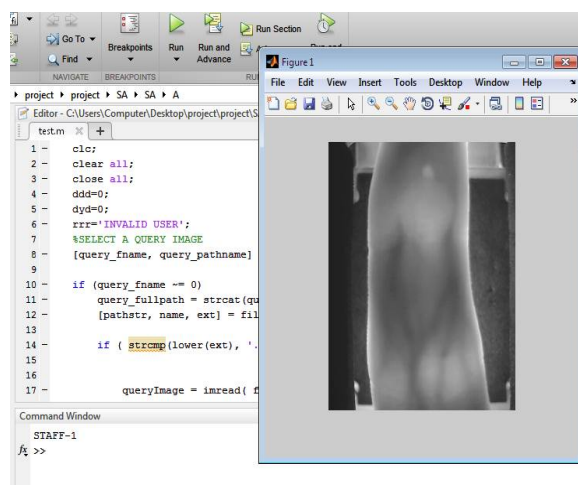 Go To
Find
NAVIGATE
Breakpoints
BREAKPOINTS
Run
Run and
Advance
Run Section
Figure 1
File Edit View Insert Tools Desktop Window Help
»
project ▸ project ▸ SA ▸ SA ▸ A
Editor - C:\Users\Computer\Desktop\project\project\S
test.m
1 - clc;
2 - clear all;
3 - close all;
4 - ddd=0;
5 - dyd=0;
6 - rrr='INVALID USER';
7 %SELECT A QUERY IMAGE
8 - [query_fname, query_pathname]
9
10 - if (query_fname ~= 0)
11 - query_fullpath = strcat(qu
12 - [pathstr, name, ext] = fil
13
14 - if ( strcmp(lower(ext), '.
15
16
17 - queryImage = imread( f
Command Window
STAFF-1
fx >>